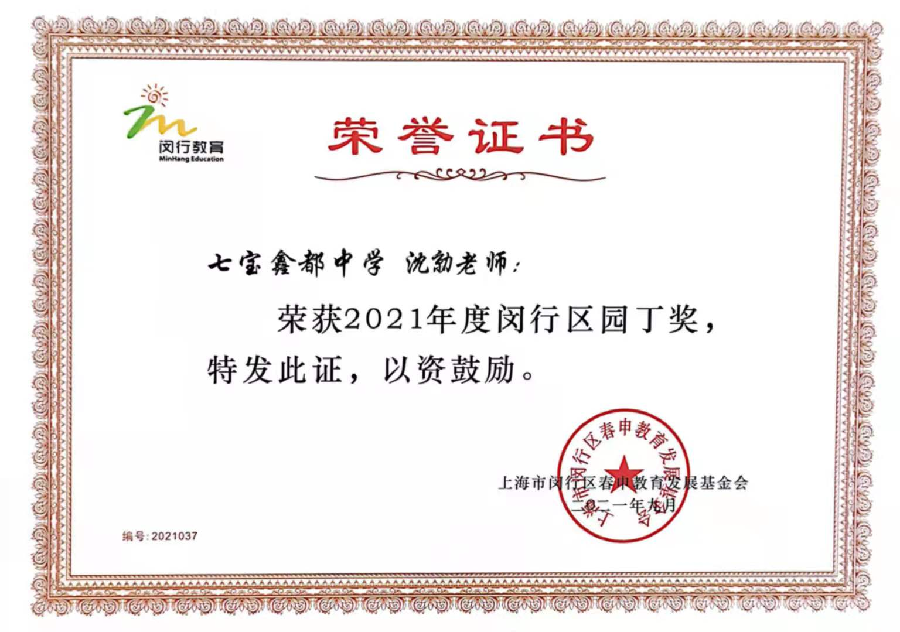 闵行教育
MinHang Education
荣誉证书
七宝鑫都中学 沈勃老师：
荣获2021年度闵行区园丁奖，
特发此证，以资鼓励。
上海市闵行区春申教育发展基金会
上海市闵行区春申教育发展基金会
二〇二一年九月
编号：2021037